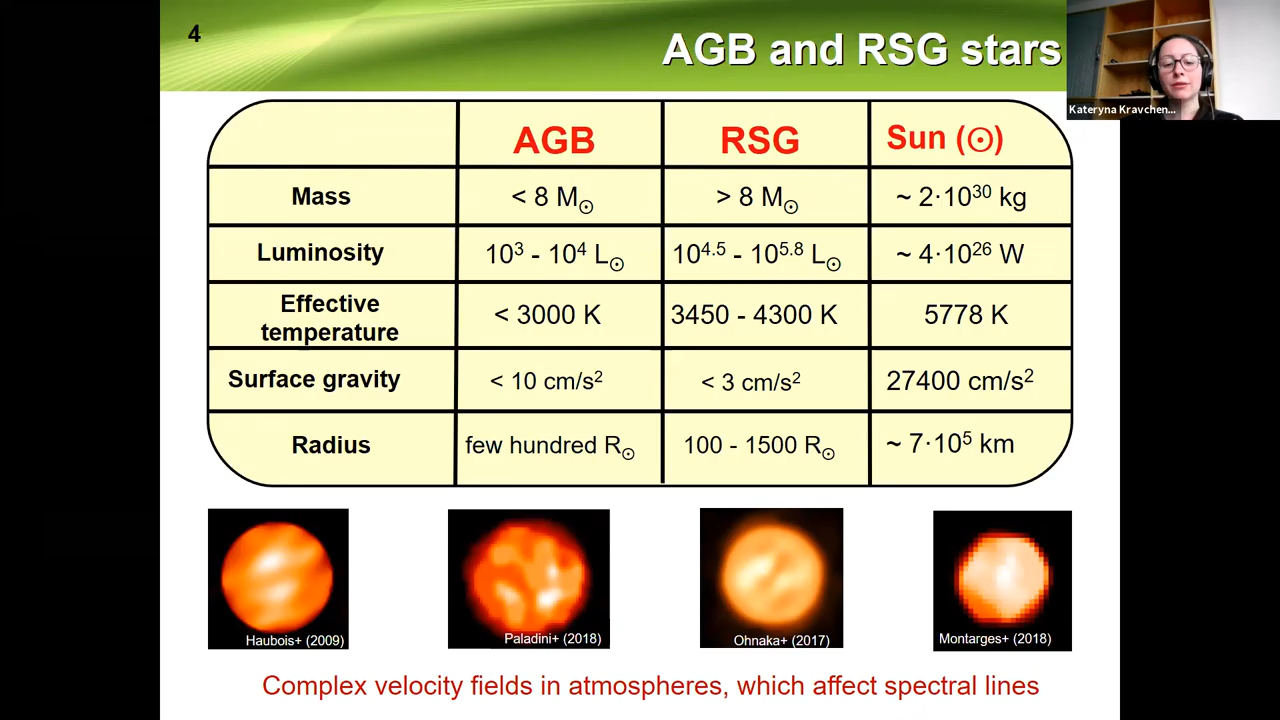 4
AGB and RSG stars
Kateryna Kravchen...
AGB RSG Sun (☉)
Mass < 8 M☉ > 8 M☉ ~ 2·10³⁰ kg
Luminosity 10³ - 10⁴ L☉ 10⁴·⁵ - 10⁵·⁸ L☉ ~ 4·10²⁶ W
Effective
temperature < 3000 K 3450 - 4300 K 5778 K
Surface gravity < 10 cm/s² < 3 cm/s² 27400 cm/s²
Radius few hundred R☉ 100 - 1500 R☉ ~ 7·10⁵ km
Haubois+ (2009) Paladini+ (2018) Ohnaka+ (2017) Montarges+ (2018)
Complex velocity fields in atmospheres, which affect spectral lines